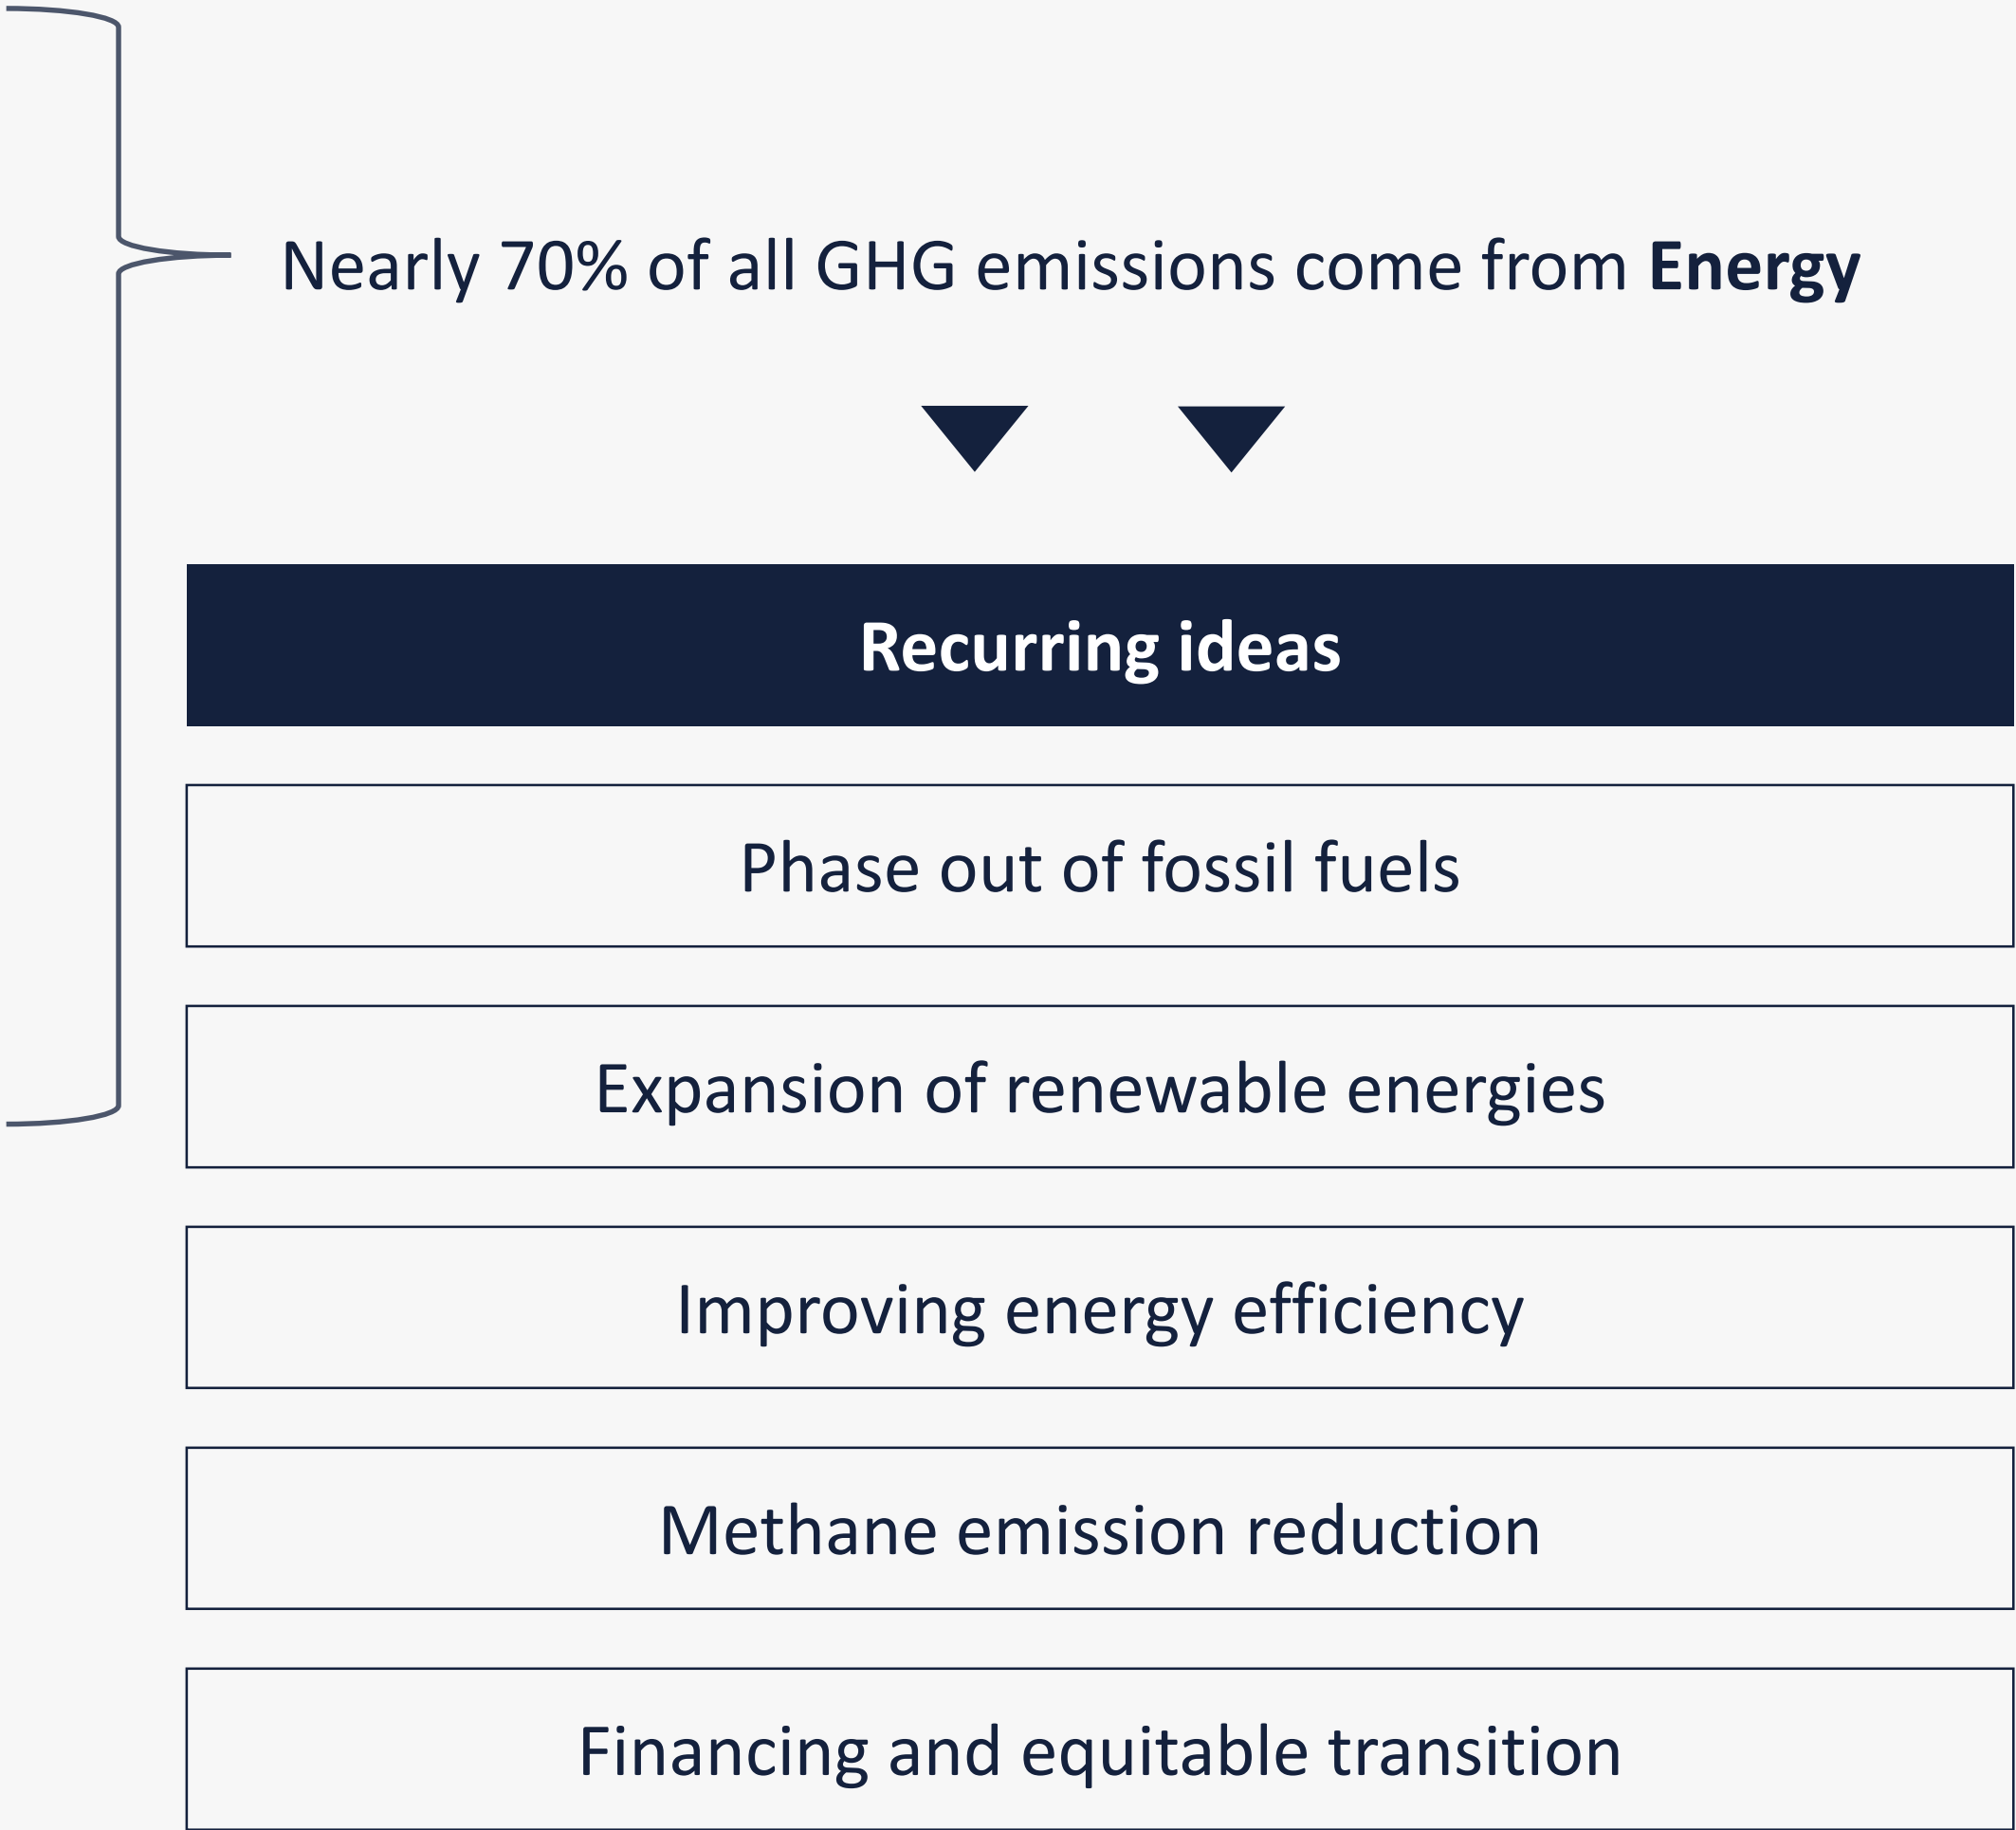 Nearly 70% of all GHG emissions come from Energy
Recurring ideas
Phase out of fossil fuels
Expansion of renewable energies
Improving energy efficiency
Methane emission reduction
Financing and equitable transition